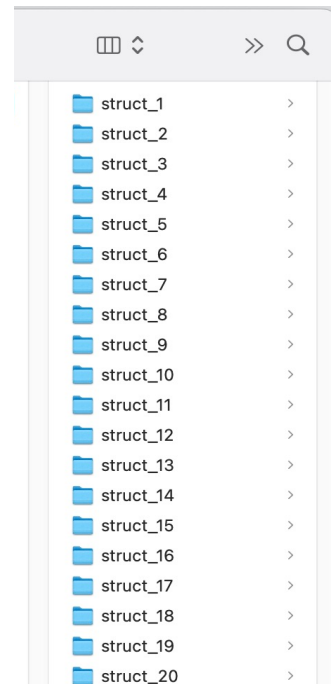 struct_1
struct_2
struct_3
struct_4
struct_5
struct_6
struct_7
struct_8
struct_9
struct_10
struct_11
struct_12
struct_13
struct_14
struct_15
struct_16
struct_17
struct_18
struct_19
struct_20